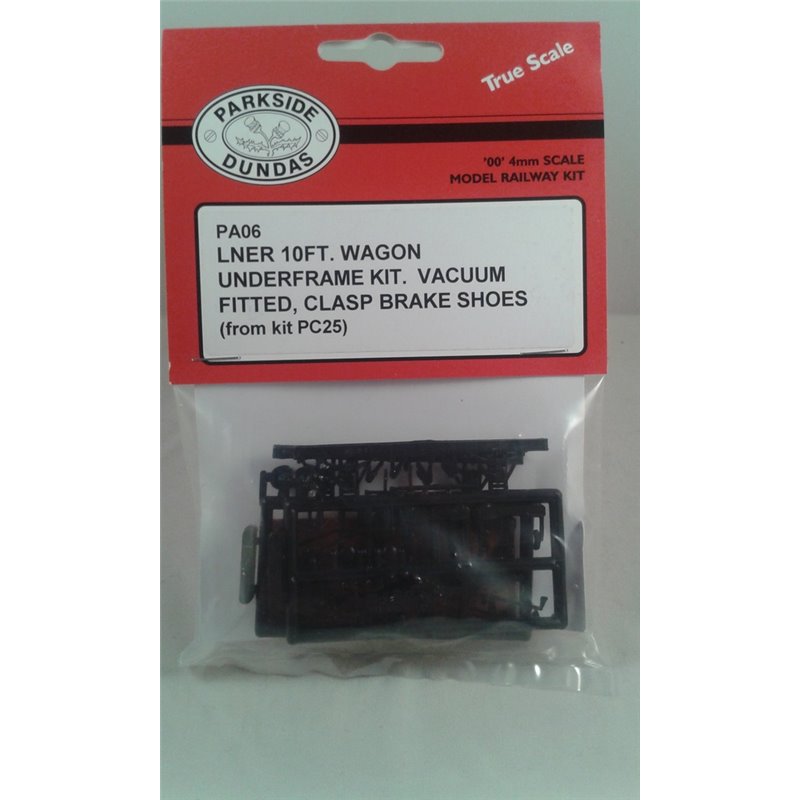 True Scale
PARKSIDE
DUNDAS
'00' 4mm SCALE
MODEL RAILWAY KIT
PA06
LNER 10FT. WAGON
UNDERFRAME KIT. VACUUM
FITTED, CLASP BRAKE SHOES
(from kit PC25)